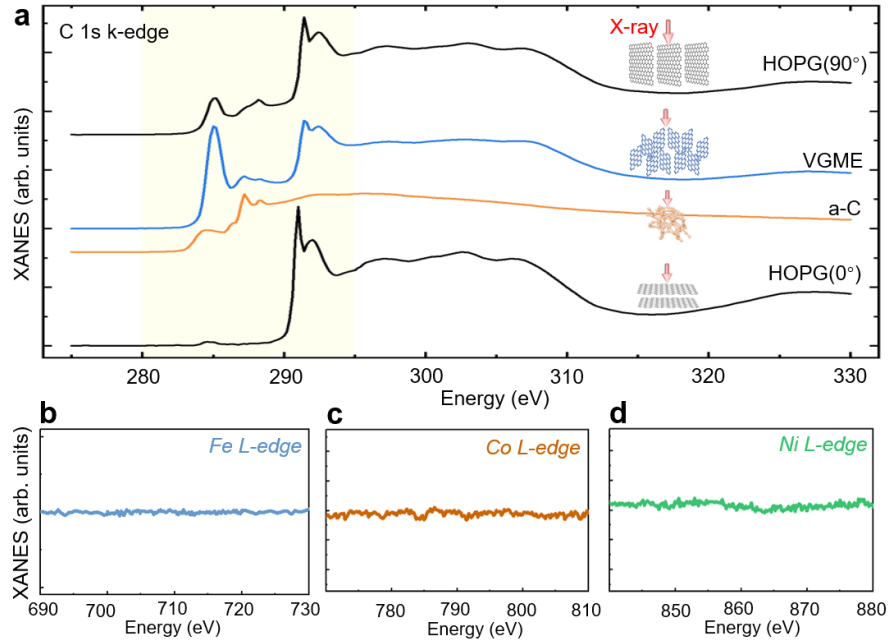 a
C 1s k-edge
X-ray
HOPG(90°)
VGME
a-C
HOPG(0°)
XANES (arb. units)
280 290 300 310 320 330
Energy (eV)
b
Fe L-edge
XANES (arb. units)
690 700 710 720 730
Energy (eV)
c
Co L-edge
780 790 800 810
Energy (eV)
d
Ni L-edge
850 860 870 880
Energy (eV)